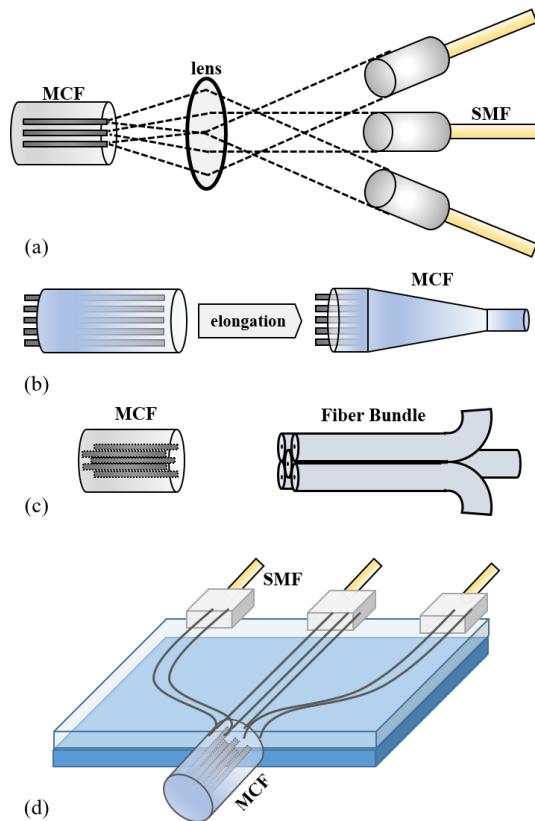 MCF
lens
SMF
(a)
MCF
elongation
(b)
MCF
Fiber Bundle
(c)
SMF
MCF
(d)